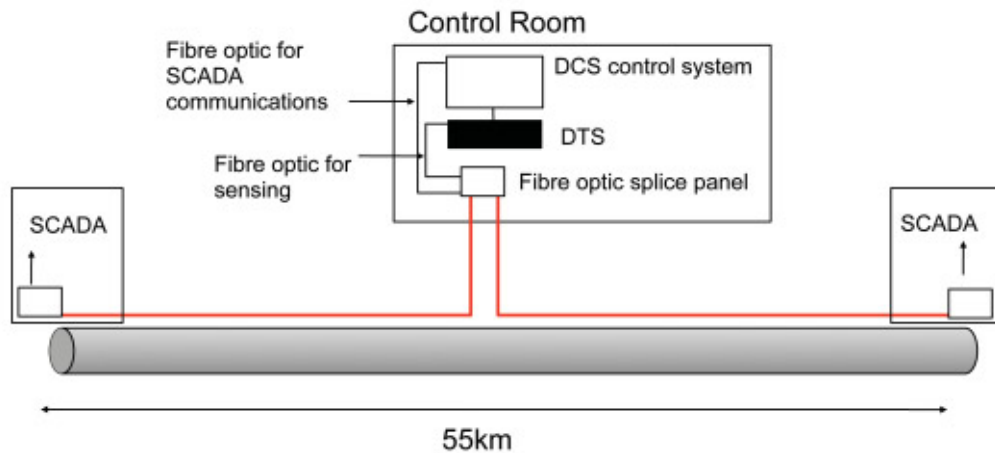 Control Room
Fibre optic for
SCADA
communications
DCS control system
DTS
Fibre optic for
sensing
Fibre optic splice panel
SCADA
SCADA
55km